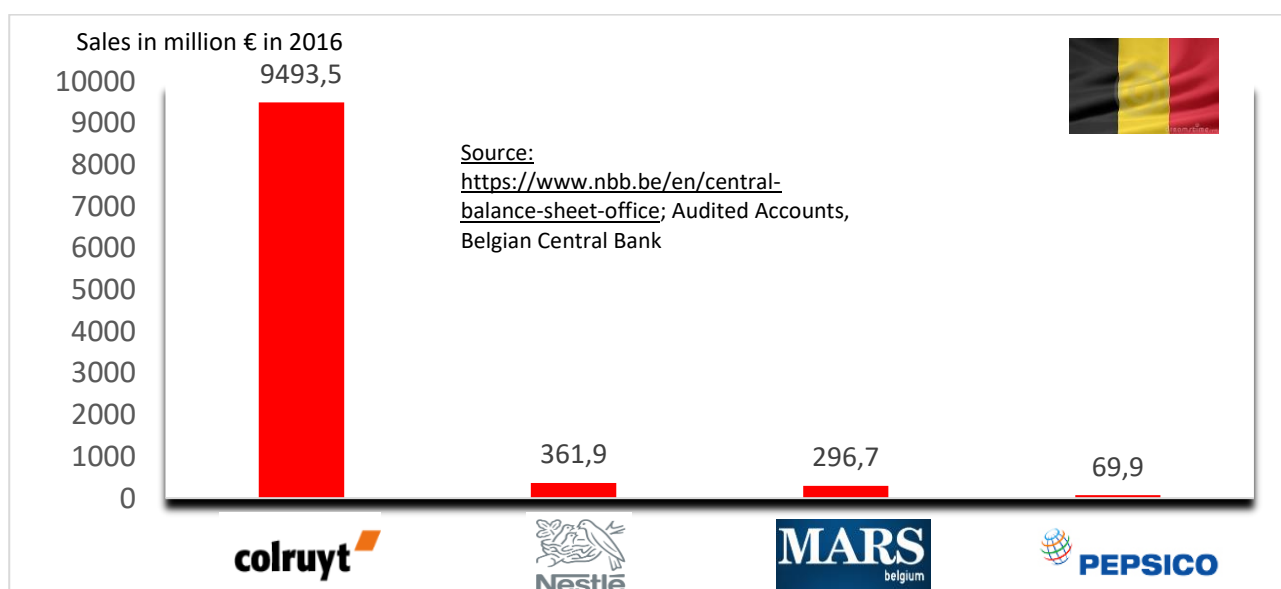 Sales in million € in 2016
9493,5
10000
9000
8000
7000
6000
5000
4000
3000
2000
1000
0
Source:
https://www.nbb.be/en/central-
balance-sheet-office; Audited Accounts,
Belgian Central Bank
361,9
296,7
69,9
colruyt
Nestlé
MARS
belgium
PEPSICO